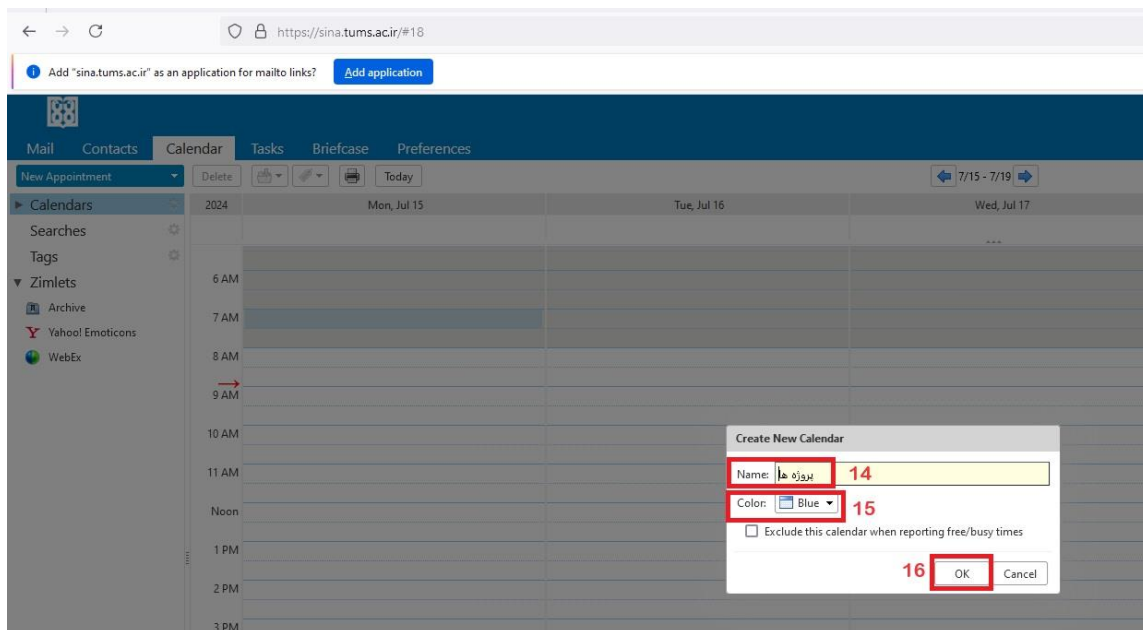 https://sina.tums.ac.ir/#18
Add "sina.tums.ac.ir" as an application for mailto links? Add application
Mail Contacts Calendar Tasks Briefcase Preferences
New Appointment Delete Today 7/15 - 7/19
Calendars 2024 Mon, Jul 15 Tue, Jul 16 Wed, Jul 17
Searches
Tags
Zimlets
6 AM
Archive
7 AM
Yahoo! Emoticons
WebEx 8 AM
9 AM
10 AM
Create New Calendar
11 AM
Name: پروژه ها 14
Color: Blue 15
Noon
Exclude this calendar when reporting free/busy times
1 PM
16 OK Cancel
2 PM
3 PM